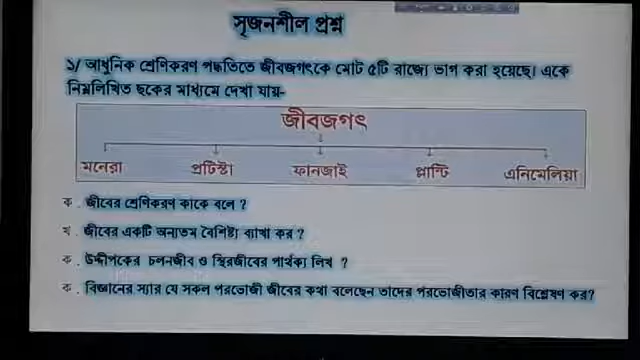 সৃজনশীল প্রশ্ন
১/ আধুনিক শ্রেণিকরণ পদ্ধতিতে জীবজগৎকে মোট ৫টি রাজ্যে ভাগ করা হয়েছে। একে
নিম্নলিখিত ছকের মাধ্যমে দেখা যায়-
জীবজগৎ
মনেরা প্রটিস্টা ফানজাই প্লান্টি এনিমেলিয়া
ক. জীবের শ্রেণিকরণ কাকে বলে ?
খ. জীবের একটি অন্যতম বৈশিষ্ট্য ব্যাখা কর ?
ক. উদ্দীপকের চলনজীব ও স্থিরজীবের পার্থক্য লিখ ?
ক. বিজ্ঞানের স্যার যে সকল পরভোজী জীবের কথা বলেছেন তাদের পরভোজীতার কারণ বিশ্লেষণ কর?